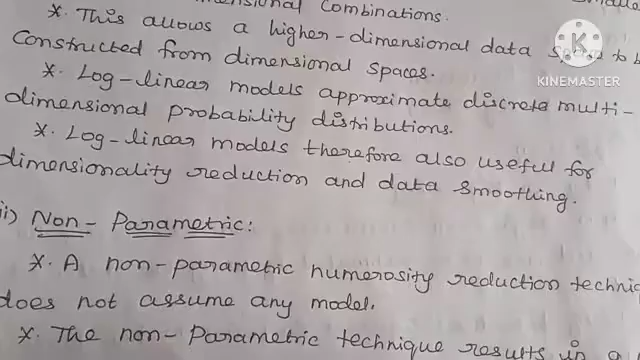 Combinations.
*. This allows a higher-dimensional data space to b
Constructed from dimensional spaces.
*. Log-linear models approximate discrete multi-
dimensional probability distributions.
*. Log-linear models therefore also useful for
dimensionality reduction and data smoothing.
ii) Non-Parametric:
*. A non-parametric numerosity reduction techniq
does not assume any model.
*. The non-Parametric technique results in a
KINEMASTER